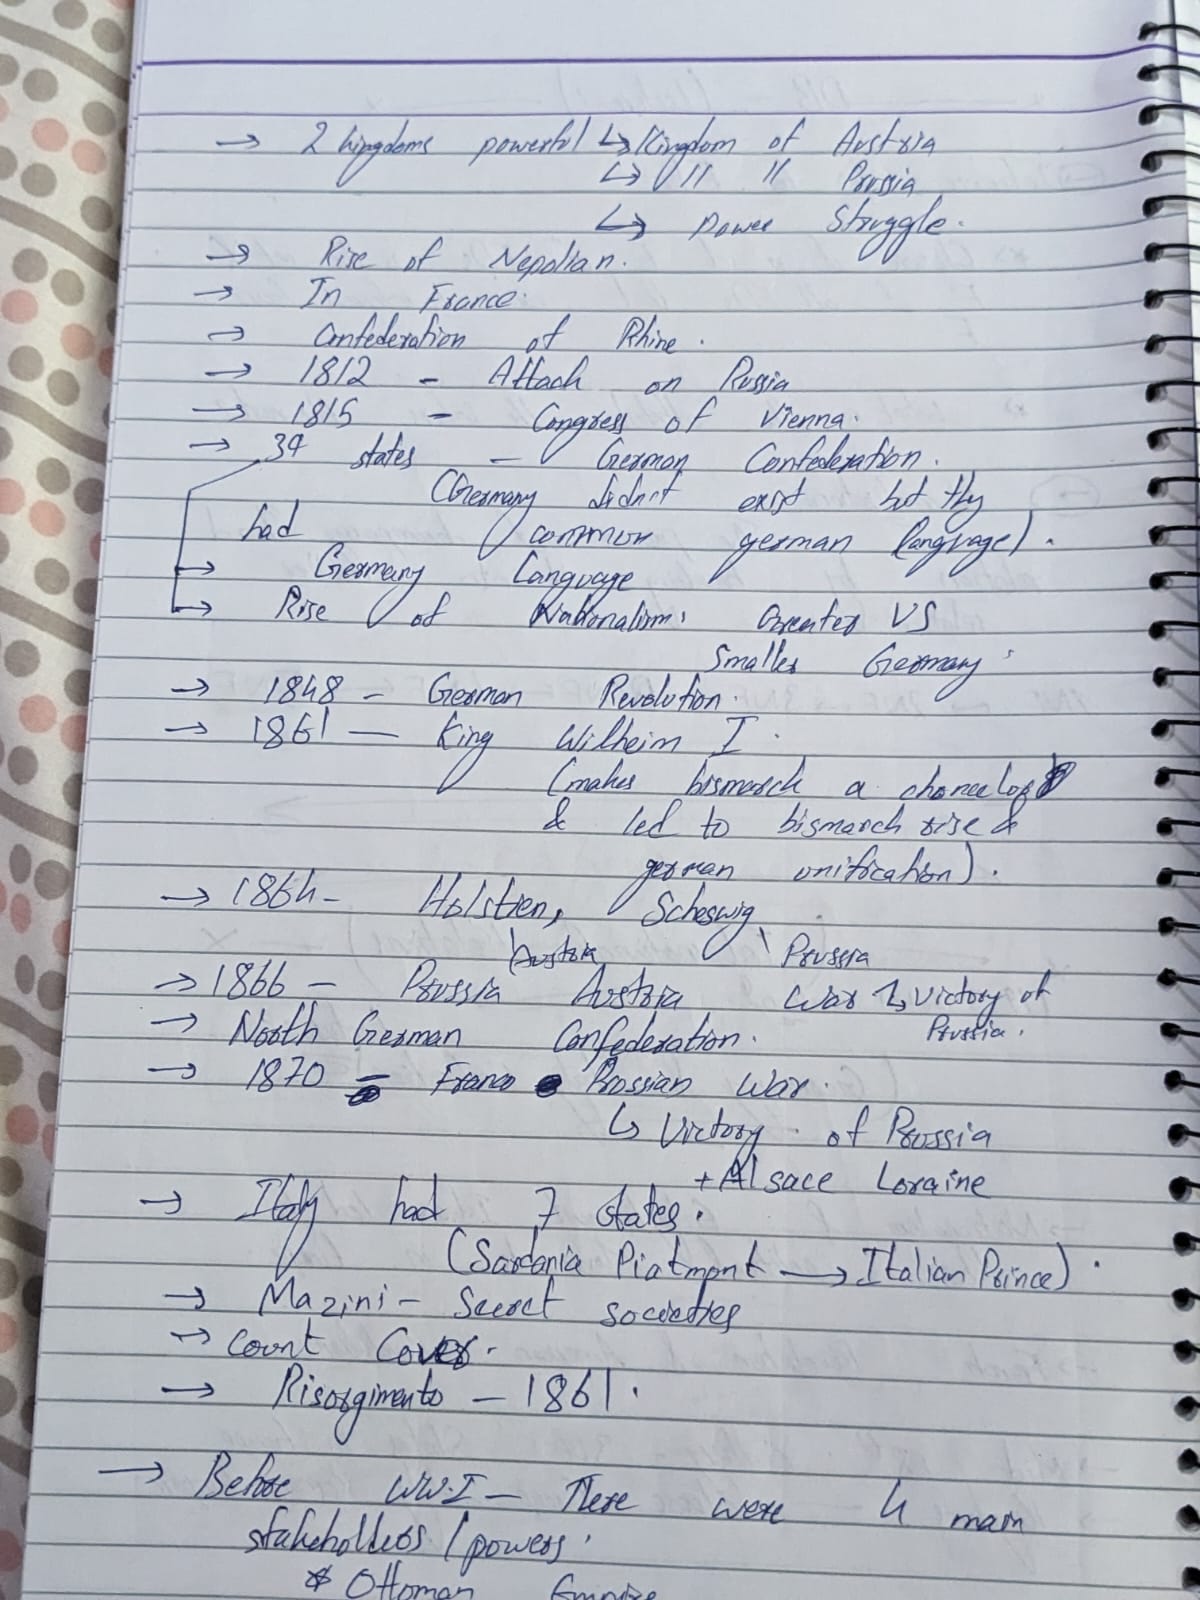 → 2 kingdoms powerful ↳ Kingdom of Austria
↳ " " Prussia
↳ power struggle.
→ Rise of Nepolian.
→ In France.
→ Confederation of Rhine.
→ 1812 - Attack on Russia
→ 1815 - Congress of Vienna.
→ 39 states - German Confederation.
(Germany didnt exist but they
had common german language).
→ Germany Language
→ Rise of Nationalism. Greater VS
Smaller Germany.
→ 1848 - German Revolution.
→ 1861 — King Wilheim I.
(makes bismarck a chancelor
& led to bismarck rise &
german unification).
→ 1864 - Holstien, Scheswig
Austria Prussia
→ 1866 - Prussia Austria War ↳ Victory of
Prussia.
→ North German Confederation.
→ 1870 - Franco Prossian War.
↳ Victory of Prussia
+ Alsace Loraine
→ Italy had 7 states.
(Sardania Piatmont → Italian Prince).
→ Mazini - Secret societies
→ Count Cover.
→ Risorgimento - 1861.
→ Before WW.I - There were 4 main
stakeholders / powers.
* Ottoman Empire